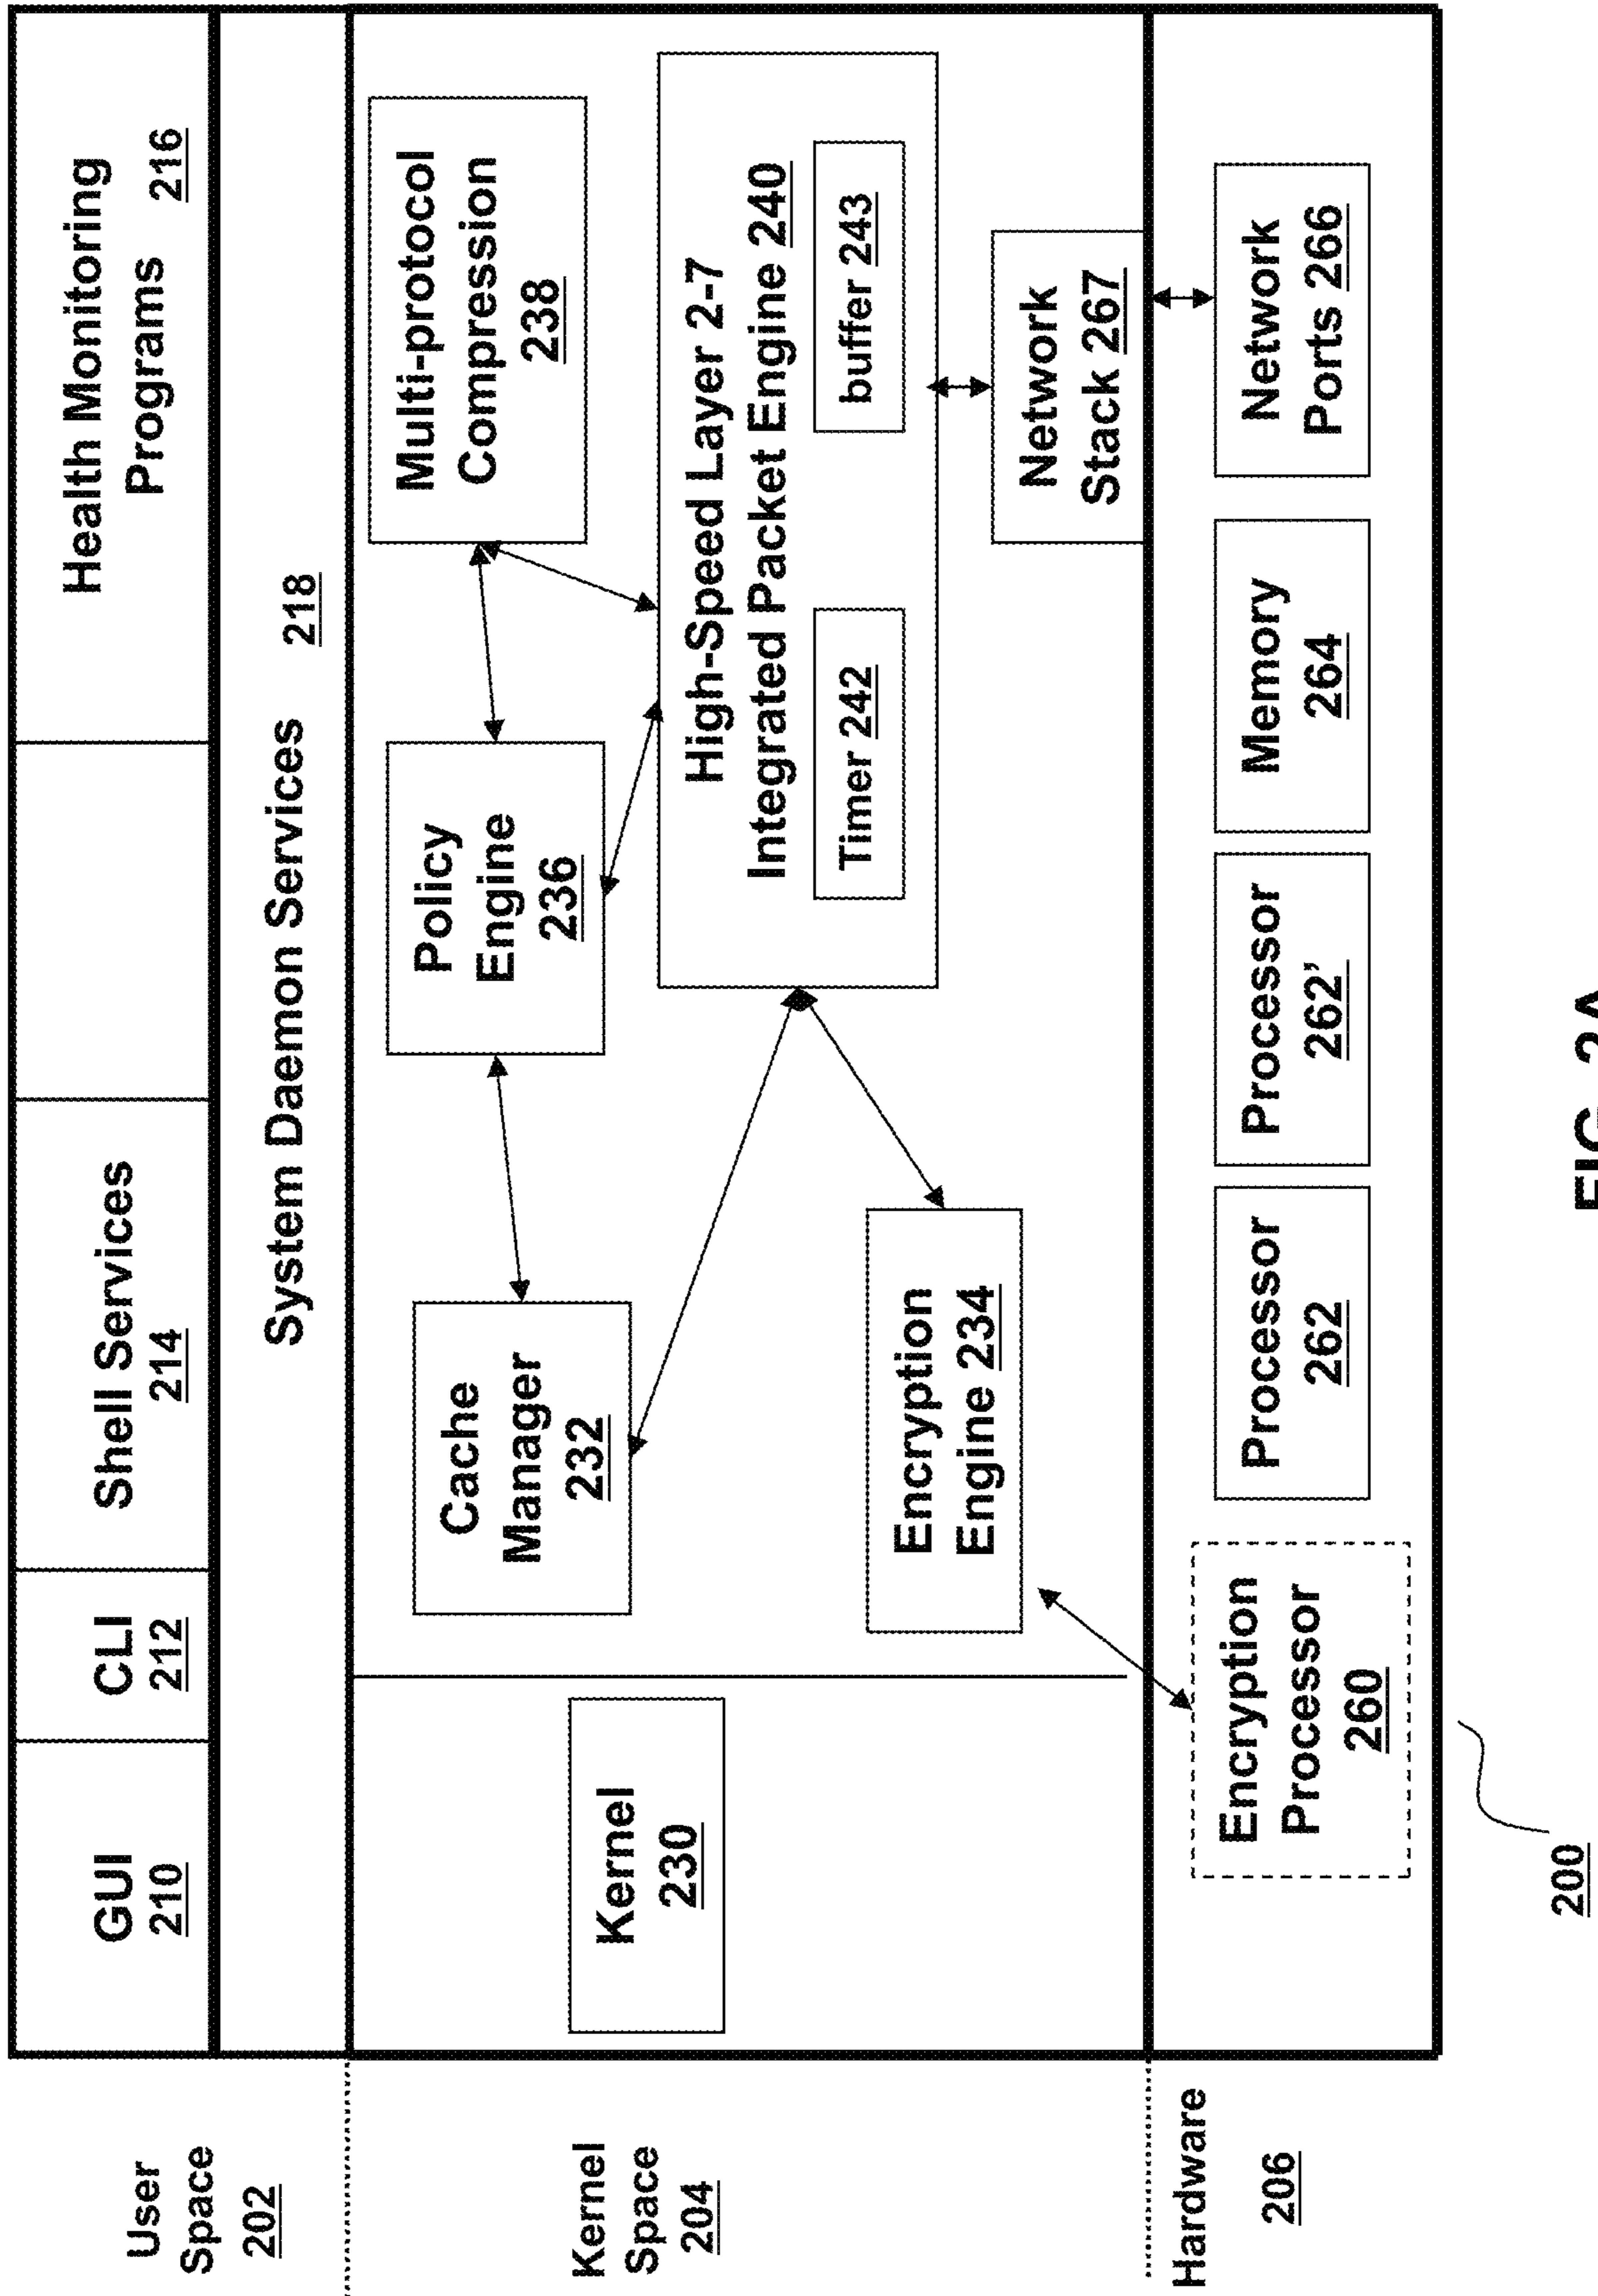 User
Space
202
GUI
210
CLI
212
Shell Services
214
Health Monitoring
Programs 216
System Daemon Services 218
Kernel
Space
204
Kernel
230
Cache
Manager
232
Policy
Engine
236
Multi-protocol
Compression
238
High-Speed Layer 2-7
Integrated Packet Engine 240
Timer 242
buffer 243
Encryption
Engine 234
Network
Stack 267
Hardware
206
Encryption
Processor
260
Processor
262
Processor
262’
Memory
264
Network
Ports 266
200
FIG. 2A